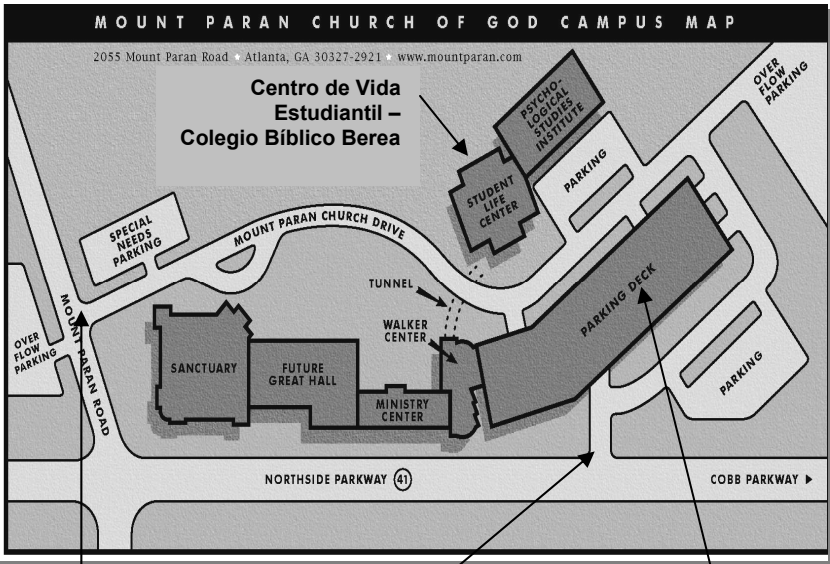 MOUNT PARAN CHURCH OF GOD CAMPUS MAP
2055 Mount Paran Road • Atlanta, GA 30327-2921 • www.mountparan.com
Centro de Vida
Estudiantil –
Colegio Bíblico Berea
PSYCHO-
LOGICAL
STUDIES
INSTITUTE
OVER
FLOW
PARKING
PARKING
STUDENT
LIFE
CENTER
SPECIAL
NEEDS
PARKING
MOUNT PARAN CHURCH DRIVE
TUNNEL
PARKING DECK
WALKER
CENTER
OVER
FLOW
PARKING
MOUNT PARAN ROAD
SANCTUARY
FUTURE
GREAT HALL
MINISTRY
CENTER
PARKING
NORTHSIDE PARKWAY 41
COBB PARKWAY